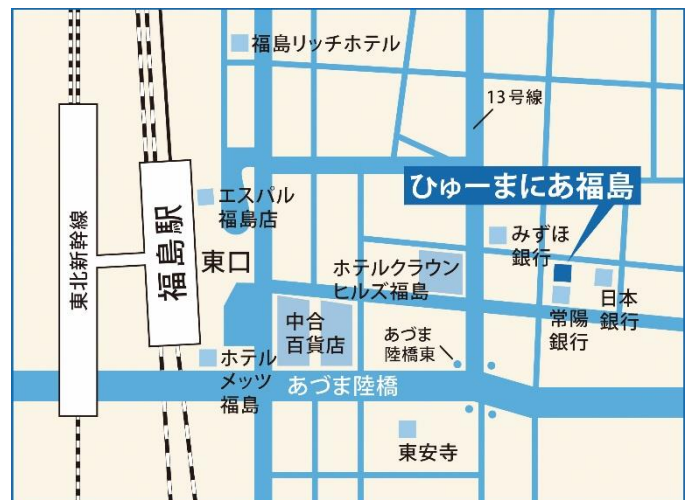 福島リッチホテル
13号線
ひゅーまにあ福島
エスパル
福島店
みずほ
銀行
東北新幹線
福島駅
東口
ホテルクラウン
ヒルズ福島
日本
銀行
常陽
銀行
中合
百貨店
あづま
陸橋東
ホテル
メッツ
福島
あづま陸橋
東安寺